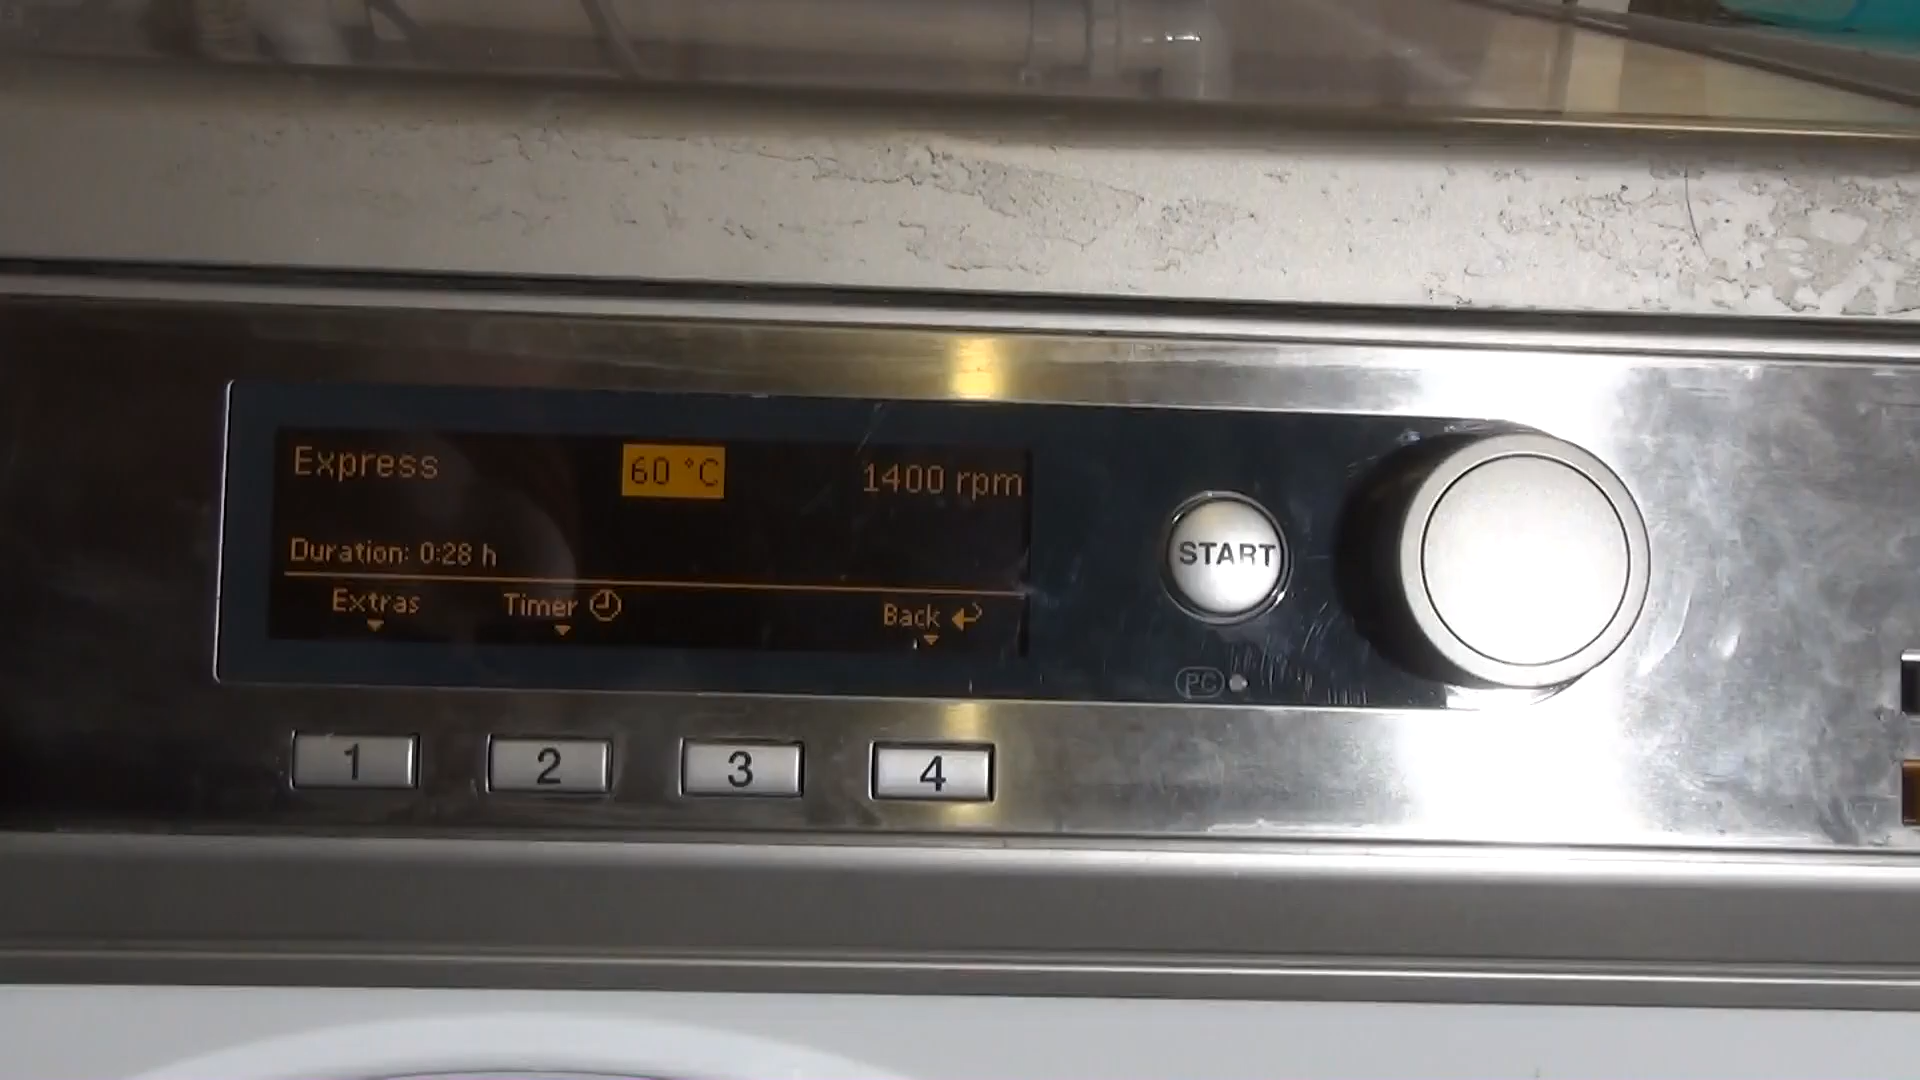 Express 60 °C 1400 rpm
Duration: 0:28 h
Extras Timer Back
START
PC
1 2 3 4